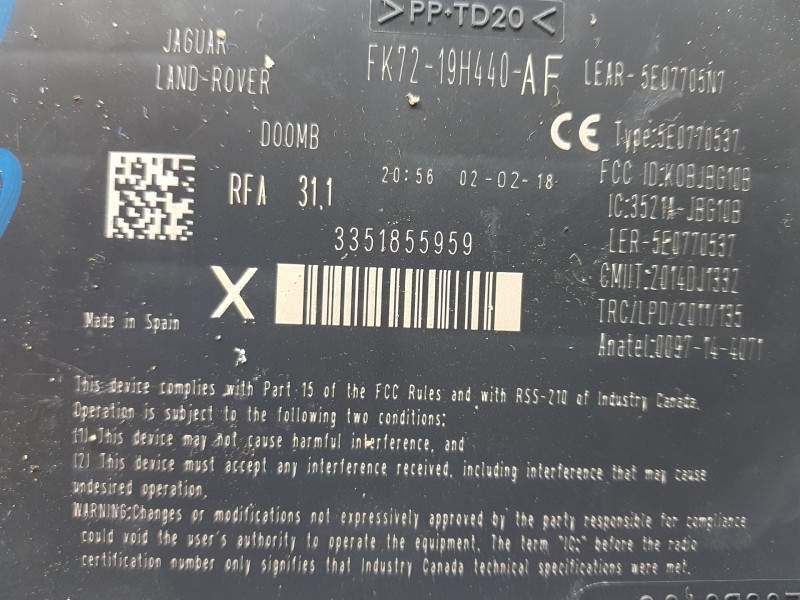 >PP-TD20<
JAGUAR
LAND-ROVER
FK72-19H440-AF
LEAR-5E07705N7
D00MB
CE
Type:5E0770537
RFA 31.1
20:56 02-02-18
FCC ID:KOBJBG10B
IC:3521A-JBG10B
3351855959
LER-5E0770537
CMIIT:2014DJ1332
X
TRC/LPD/2011/135
Made in Spain
Anatel:0097-14-4071
This device complies with Part 15 of the FCC Rules and with RSS-210 of Industry Canada.
Operation is subject to the following two conditions:
(1) This device may not cause harmful interference, and
(2) This device must accept any interference received, including interference that may cause
undesired operation.
WARNING:Changes or modifications not expressively approved by the party responsible for compliance
could void the user's authority to operate the equipment. The term "IC:" before the radio
certification number only signifies that Industry Canada technical specifications were met.